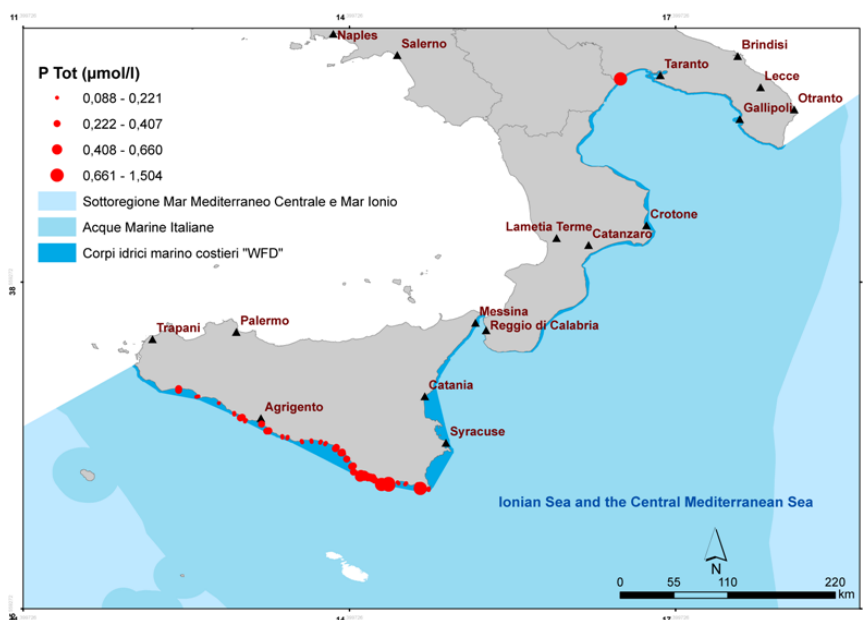 11
14
17
Naples
Salerno
Brindisi
Taranto
Lecce
Gallipoli
Otranto
P Tot (µmol/l)
0,088 - 0,221
0,222 - 0,407
0,408 - 0,660
0,661 - 1,504
Sottoregione Mar Mediterraneo Centrale e Mar Ionio
Acque Marine Italiane
Corpi idrici marino costieri "WFD"
Lametia Terme
Crotone
Catanzaro
38
38
Messina
Reggio di Calabria
Trapani
Palermo
Catania
Agrigento
Syracuse
Ionian Sea and the Central Mediterranean Sea
N
0 55 110 220
km
14
17